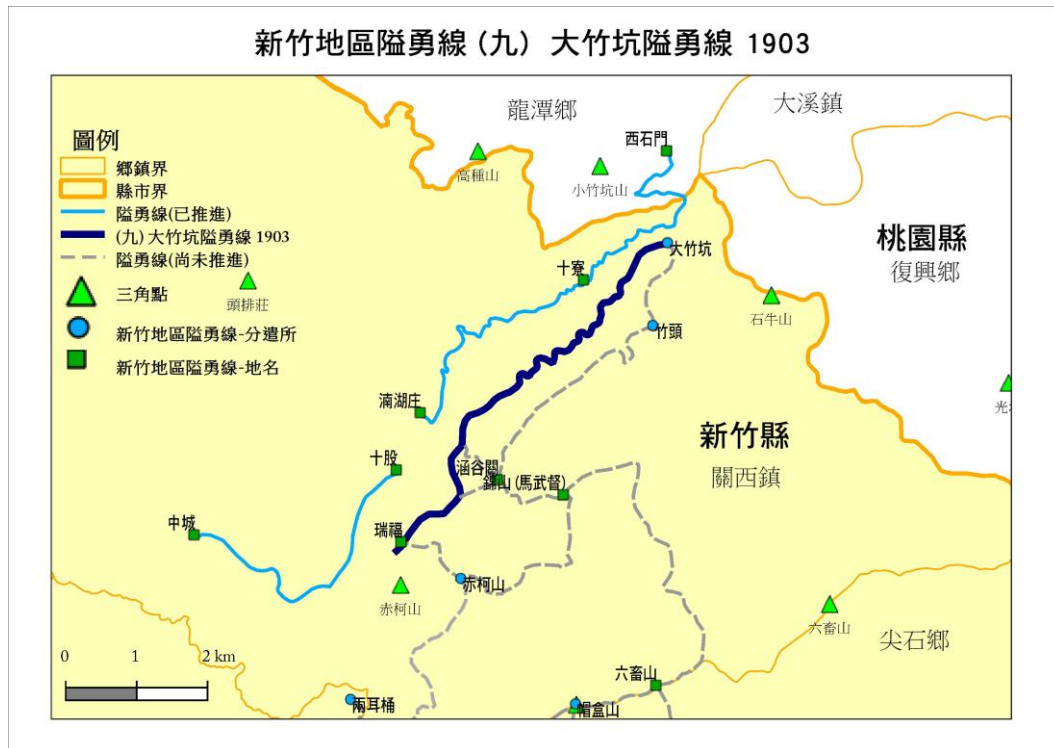 新竹地區隘勇線(九) 大竹坑隘勇線 1903
圖例
鄉鎮界
縣市界
隘勇線(已推進)
(九)大竹坑隘勇線 1903
隘勇線(尚未推進)
三角點
新竹地區隘勇線-分遣所
新竹地區隘勇線-地名
龍潭鄉
大溪鎮
西石門
高種山
小竹坑山
桃園縣
復興鄉
大竹坑
十寮
頭排莊
石牛山
竹頭
湳湖庄
新竹縣
關西鎮
十股
涵谷關
錦山(馬武督)
中城
瑞福
赤柯山
赤柯山
六畜山
尖石鄉
六畜山
兩耳桶
帽盒山
0 1 2 km